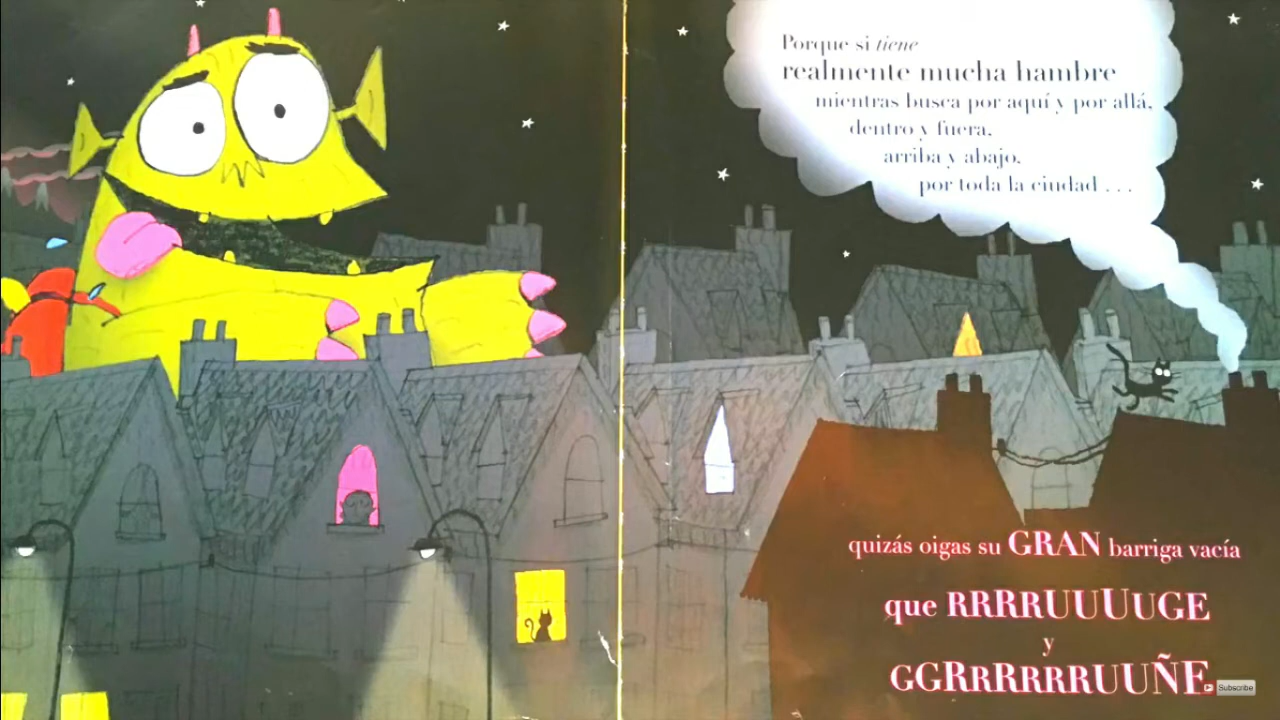 Porque si tiene
realmente mucha hambre
mientras busca por aquí y por allá,
dentro y fuera,
arriba y abajo,
por toda la ciudad . . .
quizás oigas su GRAN barriga vacía
que RRRRUUUUGE
y
GGRRRRRRRUUÑE.
Subscribe